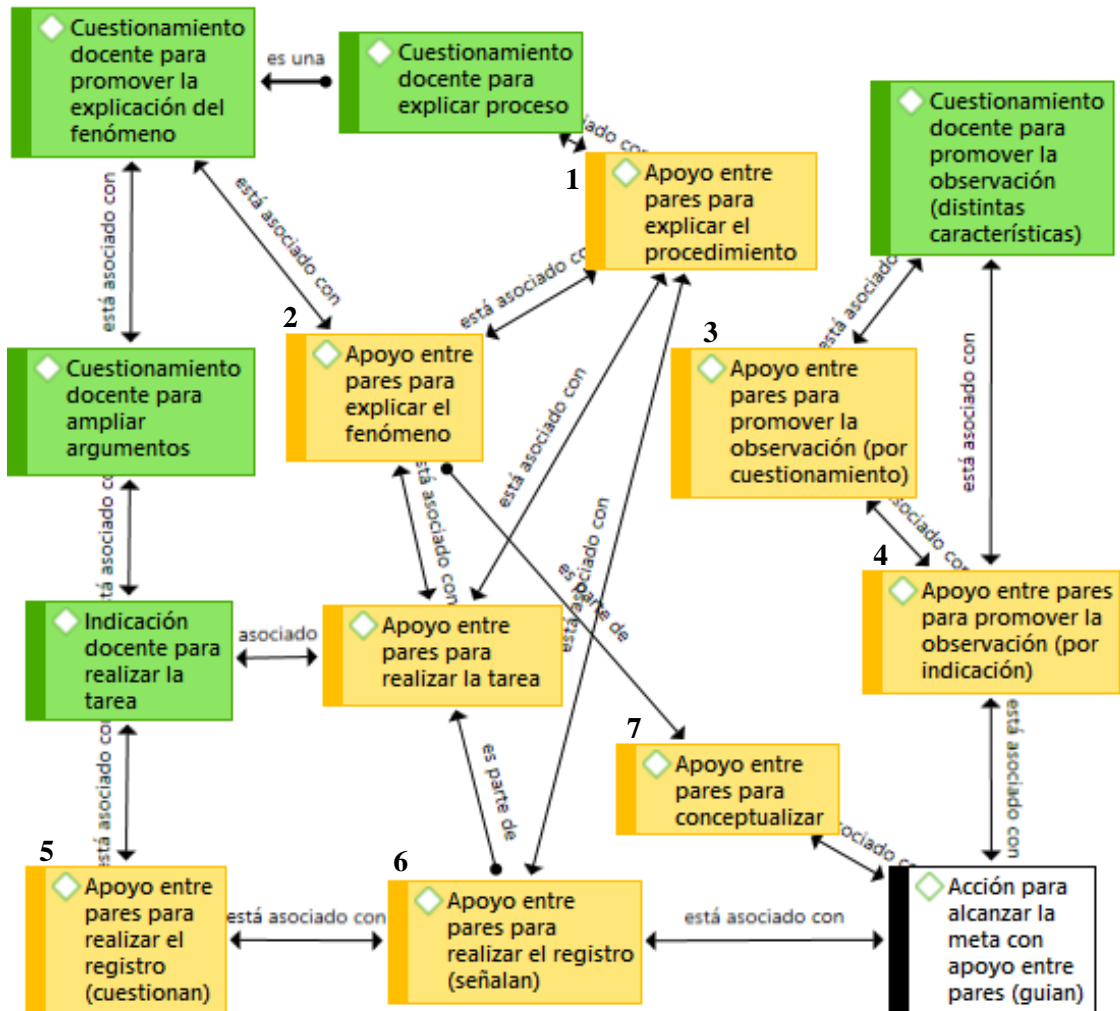 Cuestionamiento
docente para
promover la
explicación del
fenómeno
es una
Cuestionamiento
docente para
explicar proceso
Cuestionamiento
docente para
promover la
observación
(distintas
características)
1
Apoyo entre
pares para
explicar el
procedimiento
está asociado con
está asociado con
está asociado
2
Apoyo entre
pares para
explicar el
fenómeno
3
Apoyo entre
pares para
promover la
observación (por
cuestionamiento)
está asociado
está asociado con
Cuestionamiento
docente para
ampliar
argumentos
está asociado con
está asociado con
está asociado con
4
Apoyo entre pares
para promover la
observación (por
indicación)
Indicación
docente para
realizar la
tarea
asociado
Apoyo entre
pares para
realizar la tarea
es parte de
está asociado con
es parte de
7
Apoyo entre
pares para
conceptualizar
está asociado con
5
Apoyo entre
pares para
realizar el
registro
(cuestionan)
está asociado con
6
Apoyo entre
pares para
realizar el registro
(señalan)
está asociado con
Acción para
alcanzar la
meta con
apoyo entre
pares (guian)